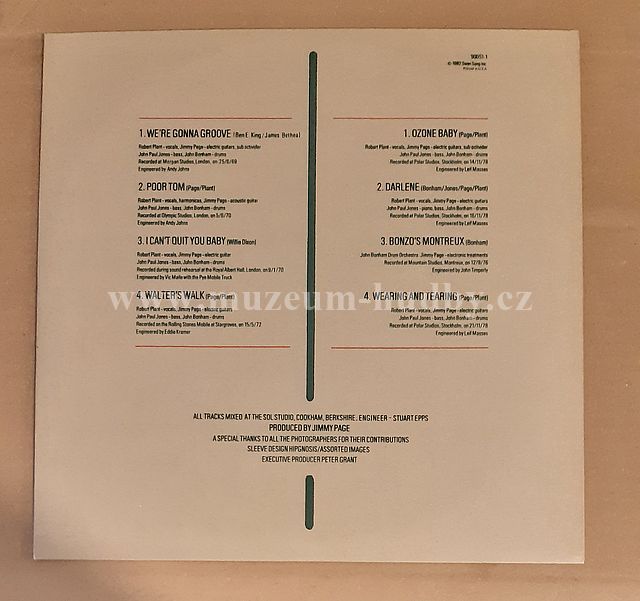 90051-1
℗ 1982 Swan Song Inc.
Printed in U.S.A.
1. WE'RE GONNA GROOVE (Ben E. King/James Bethea)
Robert Plant - vocals, Jimmy Page - electric guitars, sub octivider
John Paul Jones - bass, John Bonham - drums
Recorded at Morgan Studios, London, on 25/6/69
Engineered by Andy Johns
2. POOR TOM (Page/Plant)
Robert Plant - vocals, harmonicas, Jimmy Page - acoustic guitar
John Paul Jones - bass, John Bonham - drums
Recorded at Olympic Studios, London, on 5/6/70
Engineered by Andy Johns
3. I CAN'T QUIT YOU BABY (Willie Dixon)
Robert Plant - vocals, Jimmy Page - electric guitar
John Paul Jones - bass, John Bonham - drums
Recorded during sound rehearsal at the Royal Albert Hall, London, on 9/1/70
Engineered by Vic Maile with the Pye Mobile Truck
4. WALTER'S WALK (Page/Plant)
Robert Plant - vocals, Jimmy Page - electric guitars
John Paul Jones - bass, John Bonham - drums
Recorded on the Rolling Stones Mobile at Stargroves, on 15/5/72
Engineered by Eddie Kramer
1. OZONE BABY (Page/Plant)
Robert Plant - vocals, Jimmy Page - electric guitars, sub octivider
John Paul Jones - bass, John Bonham - drums
Recorded at Polar Studios, Stockholm, on 14/11/78
Engineered by Leif Masses
2. DARLENE (Bonham/Jones/Page/Plant)
Robert Plant - vocals, Jimmy Page - electric guitars
John Paul Jones - piano, bass, John Bonham - drums
Recorded at Polar Studios, Stockholm, on 16/11/78
Engineered by Leif Masses
3. BONZO'S MONTREUX (Bonham)
John Bonham Drum Orchestra, Jimmy Page - electronic treatments
Recorded at Mountain Studios, Montreux, on 12/9/76
Engineered by John Timperly
4. WEARING AND TEARING (Page/Plant)
Robert Plant - vocals, Jimmy Page - electric guitars
John Paul Jones - bass, John Bonham - drums
Recorded at Polar Studios, Stockholm, on 21/11/78
Engineered by Leif Masses
ALL TRACKS MIXED AT THE SOL STUDIO, COOKHAM, BERKSHIRE. ENGINEER - STUART EPPS
PRODUCED BY JIMMY PAGE
A SPECIAL THANKS TO ALL THE PHOTOGRAPHERS FOR THEIR CONTRIBUTIONS
SLEEVE DESIGN HIPGNOSIS/ASSORTED IMAGES
EXECUTIVE PRODUCER PETER GRANT